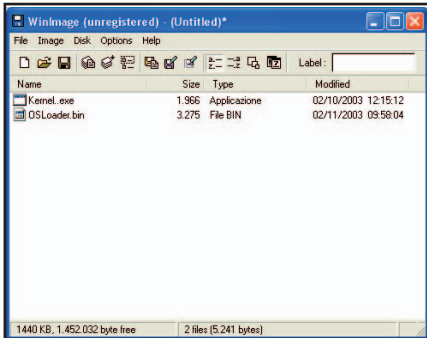 WinImage (unregistered) - (Untitled)*
File Image Disk Options Help
Label :
Name Size Type Modified
Kernel..exe 1.966 Applicazione 02/10/2003 12:15:12
OSLoader.bin 3.275 File BIN 02/11/2003 09:58:04
1440 KB, 1.452.032 byte free 2 files (5.241 bytes)